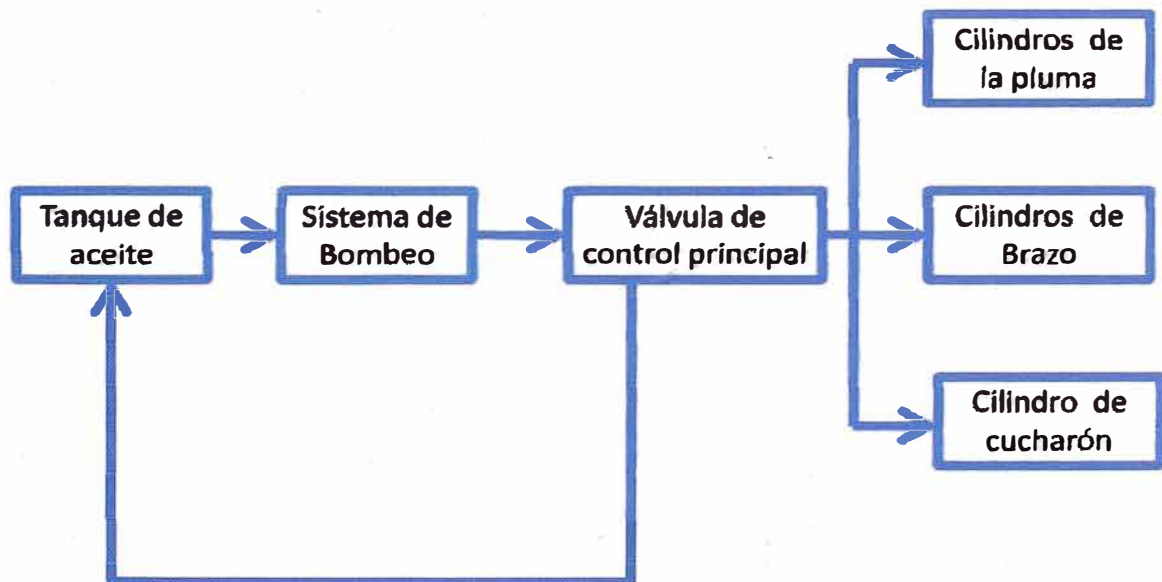 Cilindros de
la pluma
Tanque de
aceite
Sistema de
Bombeo
Válvula de
control principal
Cilindros de
Brazo
Cilindro de
cucharón